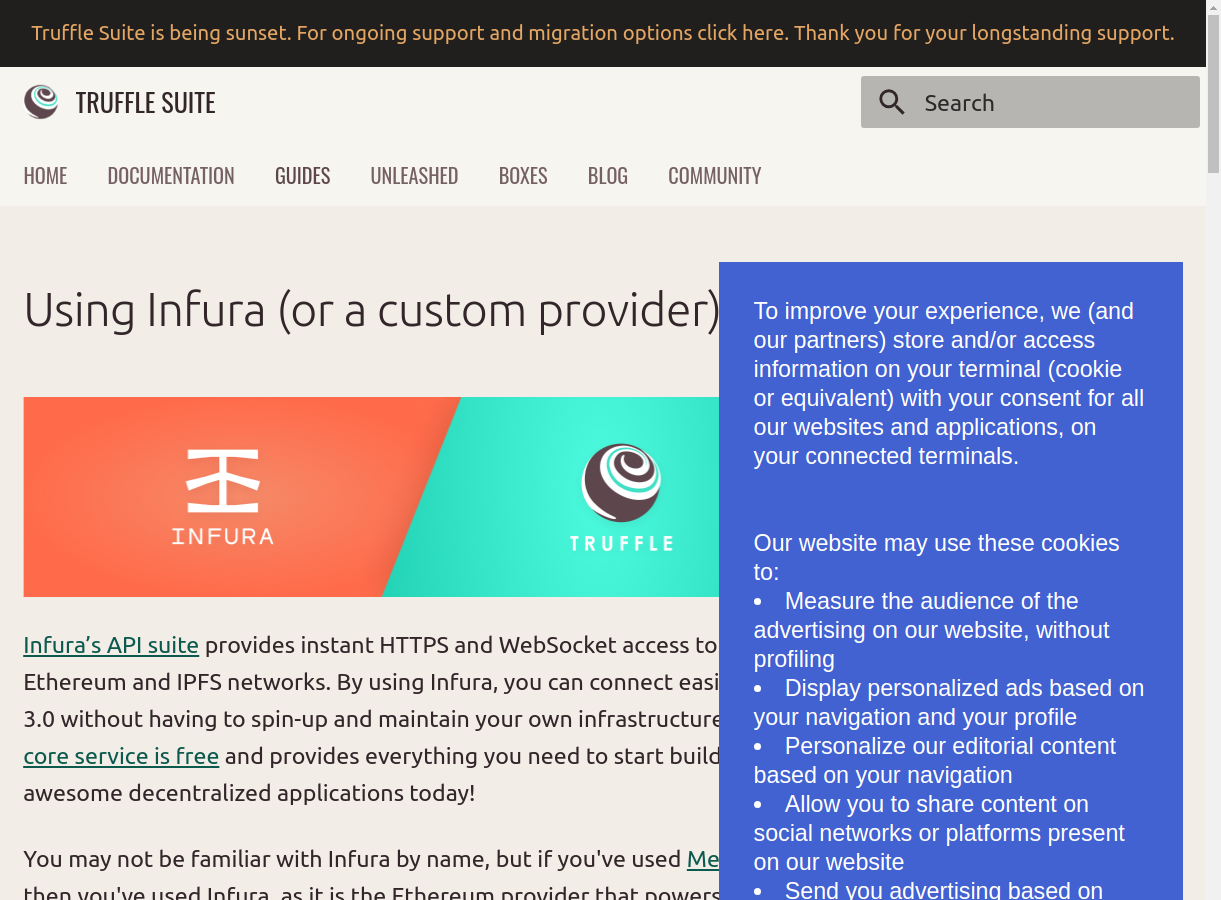 Truffle Suite is being sunset. For ongoing support and migration options click here. Thank you for your longstanding support.
TRUFFLE SUITE
Search
HOME
DOCUMENTATION
GUIDES
UNLEASHED
BOXES
BLOG
COMMUNITY
Using Infura (or a custom provider)
INFURA
TRUFFLE
Infura’s API suite provides instant HTTPS and WebSocket access to
Ethereum and IPFS networks. By using Infura, you can connect easi
3.0 without having to spin-up and maintain your own infrastructure
core service is free and provides everything you need to start build
awesome decentralized applications today!
You may not be familiar with Infura by name, but if you've used Me
then you've used Infura, as it is the Ethereum provider that powers
To improve your experience, we (and
our partners) store and/or access
information on your terminal (cookie
or equivalent) with your consent for all
our websites and applications, on
your connected terminals.
Our website may use these cookies
to:
• Measure the audience of the
advertising on our website, without
profiling
• Display personalized ads based on
your navigation and your profile
• Personalize our editorial content
based on your navigation
• Allow you to share content on
social networks or platforms present
on our website
• Send you advertising based on